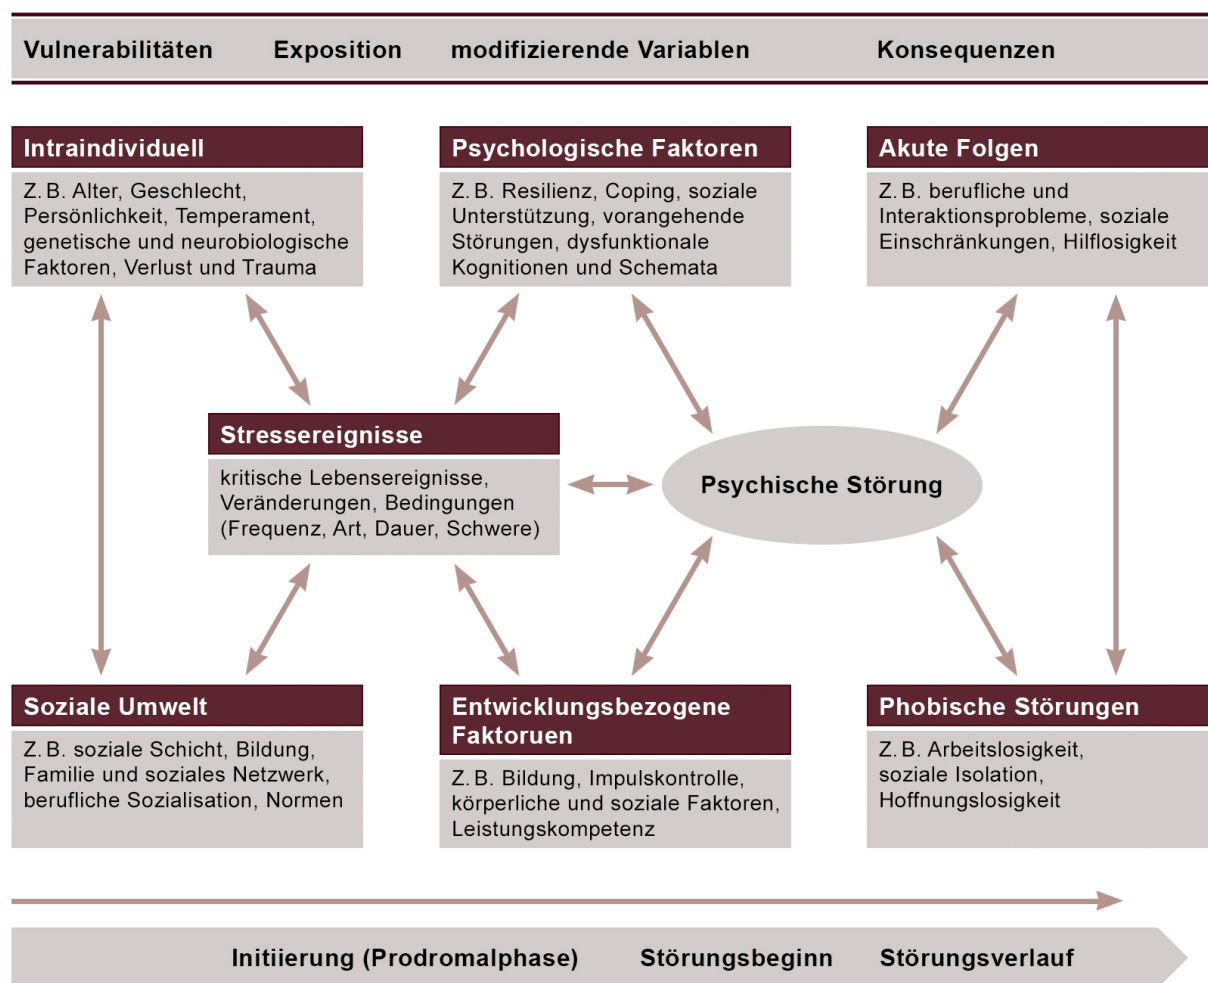 Vulnerabilitäten Exposition modifizierende Variablen Konsequenzen
Intraindividuell
Z. B. Alter, Geschlecht,
Persönlichkeit, Temperament,
genetische und neurobiologische
Faktoren, Verlust und Trauma
Psychologische Faktoren
Z. B. Resilienz, Coping, soziale
Unterstützung, vorangehende
Störungen, dysfunktionale
Kognitionen und Schemata
Akute Folgen
Z. B. berufliche und
Interaktionsprobleme, soziale
Einschränkungen, Hilflosigkeit
Stressereignisse
kritische Lebensereignisse,
Veränderungen, Bedingungen
(Frequenz, Art, Dauer, Schwere)
Psychische Störung
Soziale Umwelt
Z. B. soziale Schicht, Bildung,
Familie und soziales Netzwerk,
berufliche Sozialisation, Normen
Entwicklungsbezogene
Faktoruen
Z. B. Bildung, Impulskontrolle,
körperliche und soziale Faktoren,
Leistungskompetenz
Phobische Störungen
Z. B. Arbeitslosigkeit,
soziale Isolation,
Hoffnungslosigkeit
Initiierung (Prodromalphase) Störungsbeginn Störungsverlauf